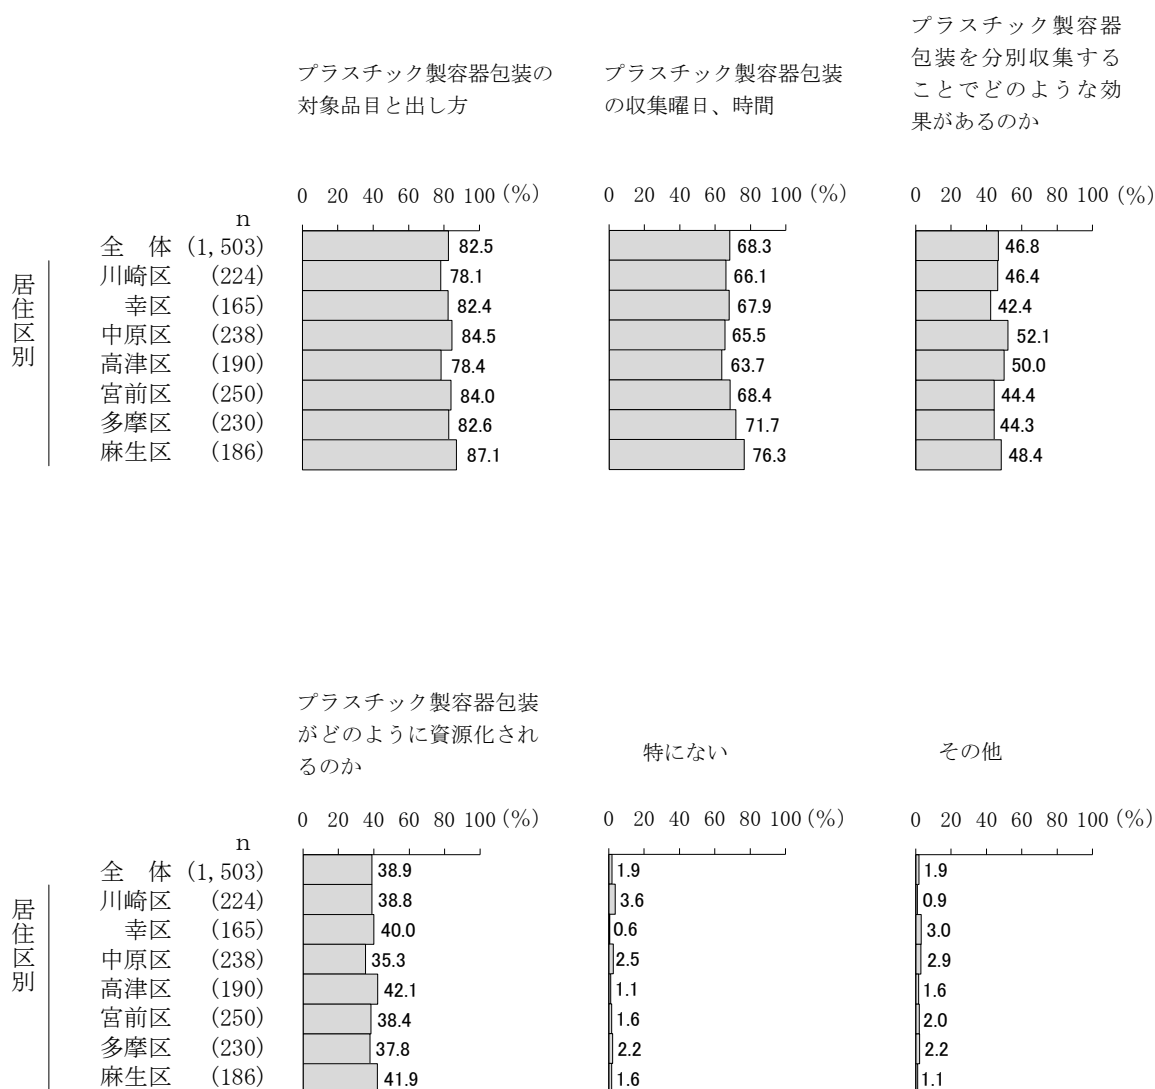 プラスチック製容器包装の
対象品目と出し方
プラスチック製容器包装
の収集曜日、時間
プラスチック製容器
包装を分別収集する
ことでどのような効
果があるのか
0 20 40 60 80 100 (%) 0 20 40 60 80 100 (%) 0 20 40 60 80 100 (%)
n
居住区別
全 体 (1,503) 82.5 68.3 46.8
川崎区 (224) 78.1 66.1 46.4
幸区 (165) 82.4 67.9 42.4
中原区 (238) 84.5 65.5 52.1
高津区 (190) 78.4 63.7 50.0
宮前区 (250) 84.0 68.4 44.4
多摩区 (230) 82.6 71.7 44.3
麻生区 (186) 87.1 76.3 48.4
プラスチック製容器包装
がどのように資源化され
るのか
特にない
その他
0 20 40 60 80 100 (%) 0 20 40 60 80 100 (%) 0 20 40 60 80 100 (%)
n
居住区別
全 体 (1,503) 38.9 1.9 1.9
川崎区 (224) 38.8 3.6 0.9
幸区 (165) 40.0 0.6 3.0
中原区 (238) 35.3 2.5 2.9
高津区 (190) 42.1 1.1 1.6
宮前区 (250) 38.4 1.6 2.0
多摩区 (230) 37.8 2.2 2.2
麻生区 (186) 41.9 1.6 1.1